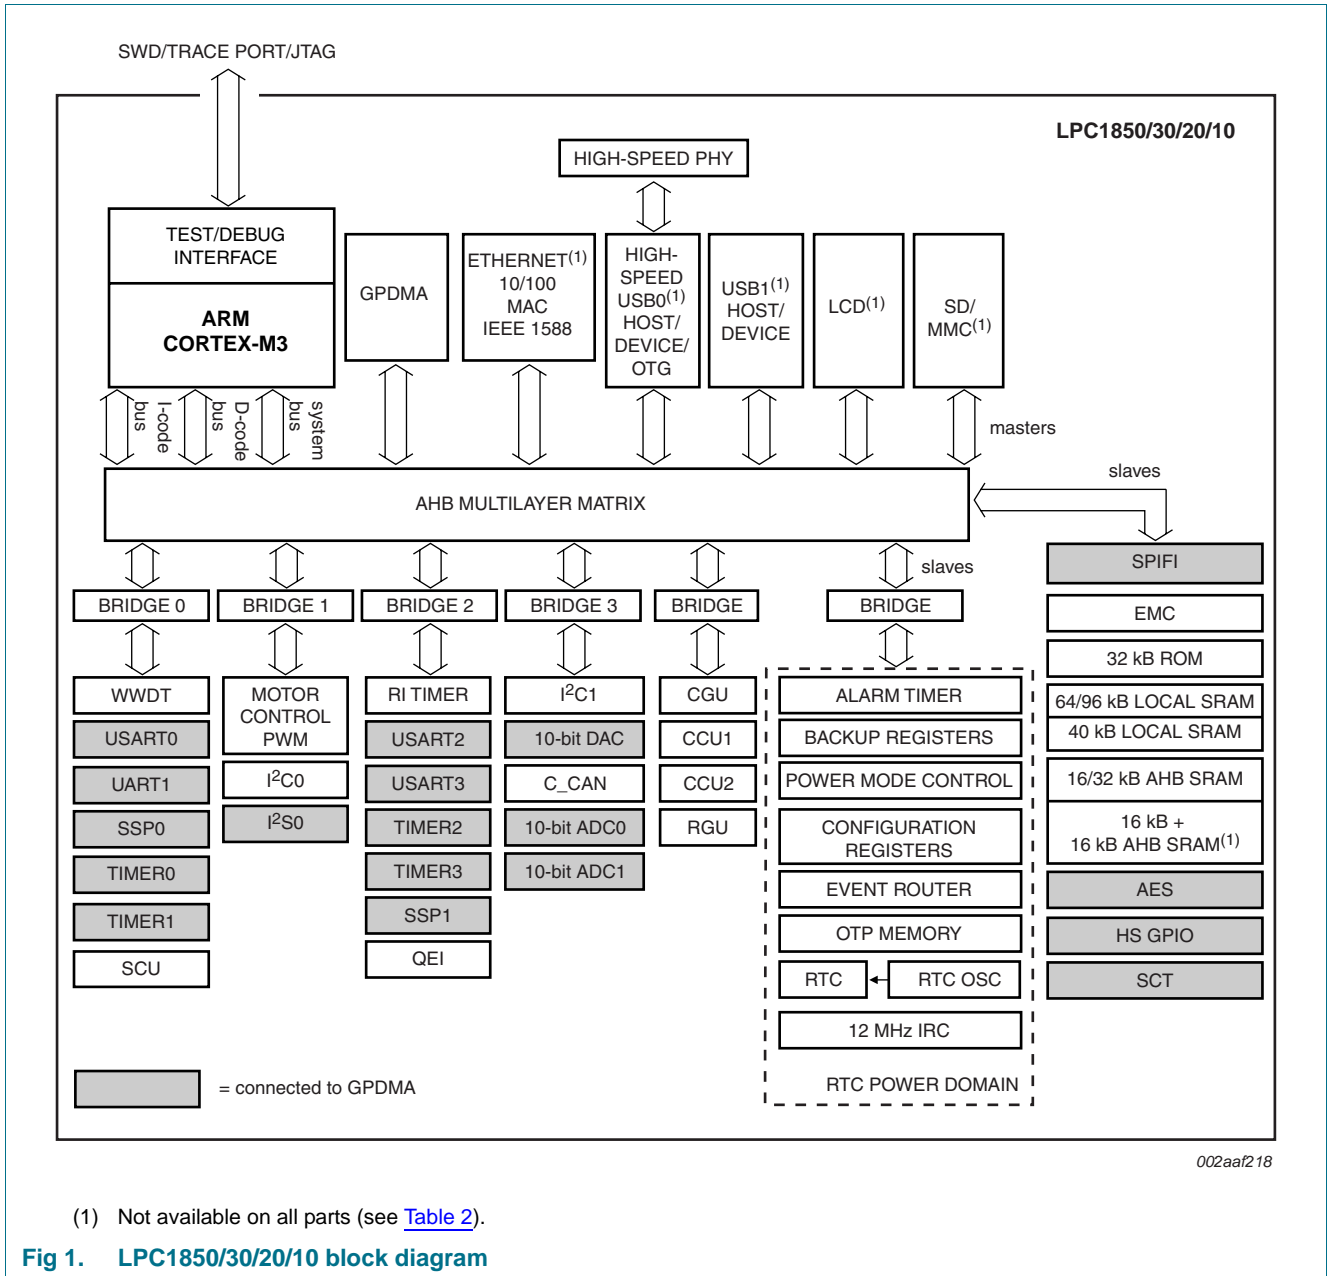 SWD/TRACE PORT/JTAG
LPC1850/30/20/10
HIGH-SPEED PHY
TEST/DEBUG
INTERFACE
ARM
CORTEX-M3
GPDMA
ETHERNET(1)
10/100
MAC
IEEE 1588
HIGH-
SPEED
USB0(1)
HOST/
DEVICE/
OTG
USB1(1)
HOST/
DEVICE
LCD(1)
SD/
MMC(1)
I-code
bus
D-code
bus
system
bus
masters
slaves
AHB MULTILAYER MATRIX
slaves
BRIDGE 0
BRIDGE 1
BRIDGE 2
BRIDGE 3
BRIDGE
BRIDGE
WWDT
USART0
UART1
SSP0
TIMER0
TIMER1
SCU
MOTOR
CONTROL
PWM
I2C0
I2S0
RI TIMER
USART2
USART3
TIMER2
TIMER3
SSP1
QEI
I2C1
10-bit DAC
C_CAN
10-bit ADC0
10-bit ADC1
CGU
CCU1
CCU2
RGU
ALARM TIMER
BACKUP REGISTERS
POWER MODE CONTROL
CONFIGURATION
REGISTERS
EVENT ROUTER
OTP MEMORY
RTC
RTC OSC
12 MHz IRC
RTC POWER DOMAIN
SPIFI
EMC
32 kB ROM
64/96 kB LOCAL SRAM
40 kB LOCAL SRAM
16/32 kB AHB SRAM
16 kB +
16 kB AHB SRAM(1)
AES
HS GPIO
SCT
= connected to GPDMA
002aaf218
(1) Not available on all parts (see Table 2).
Fig 1. LPC1850/30/20/10 block diagram